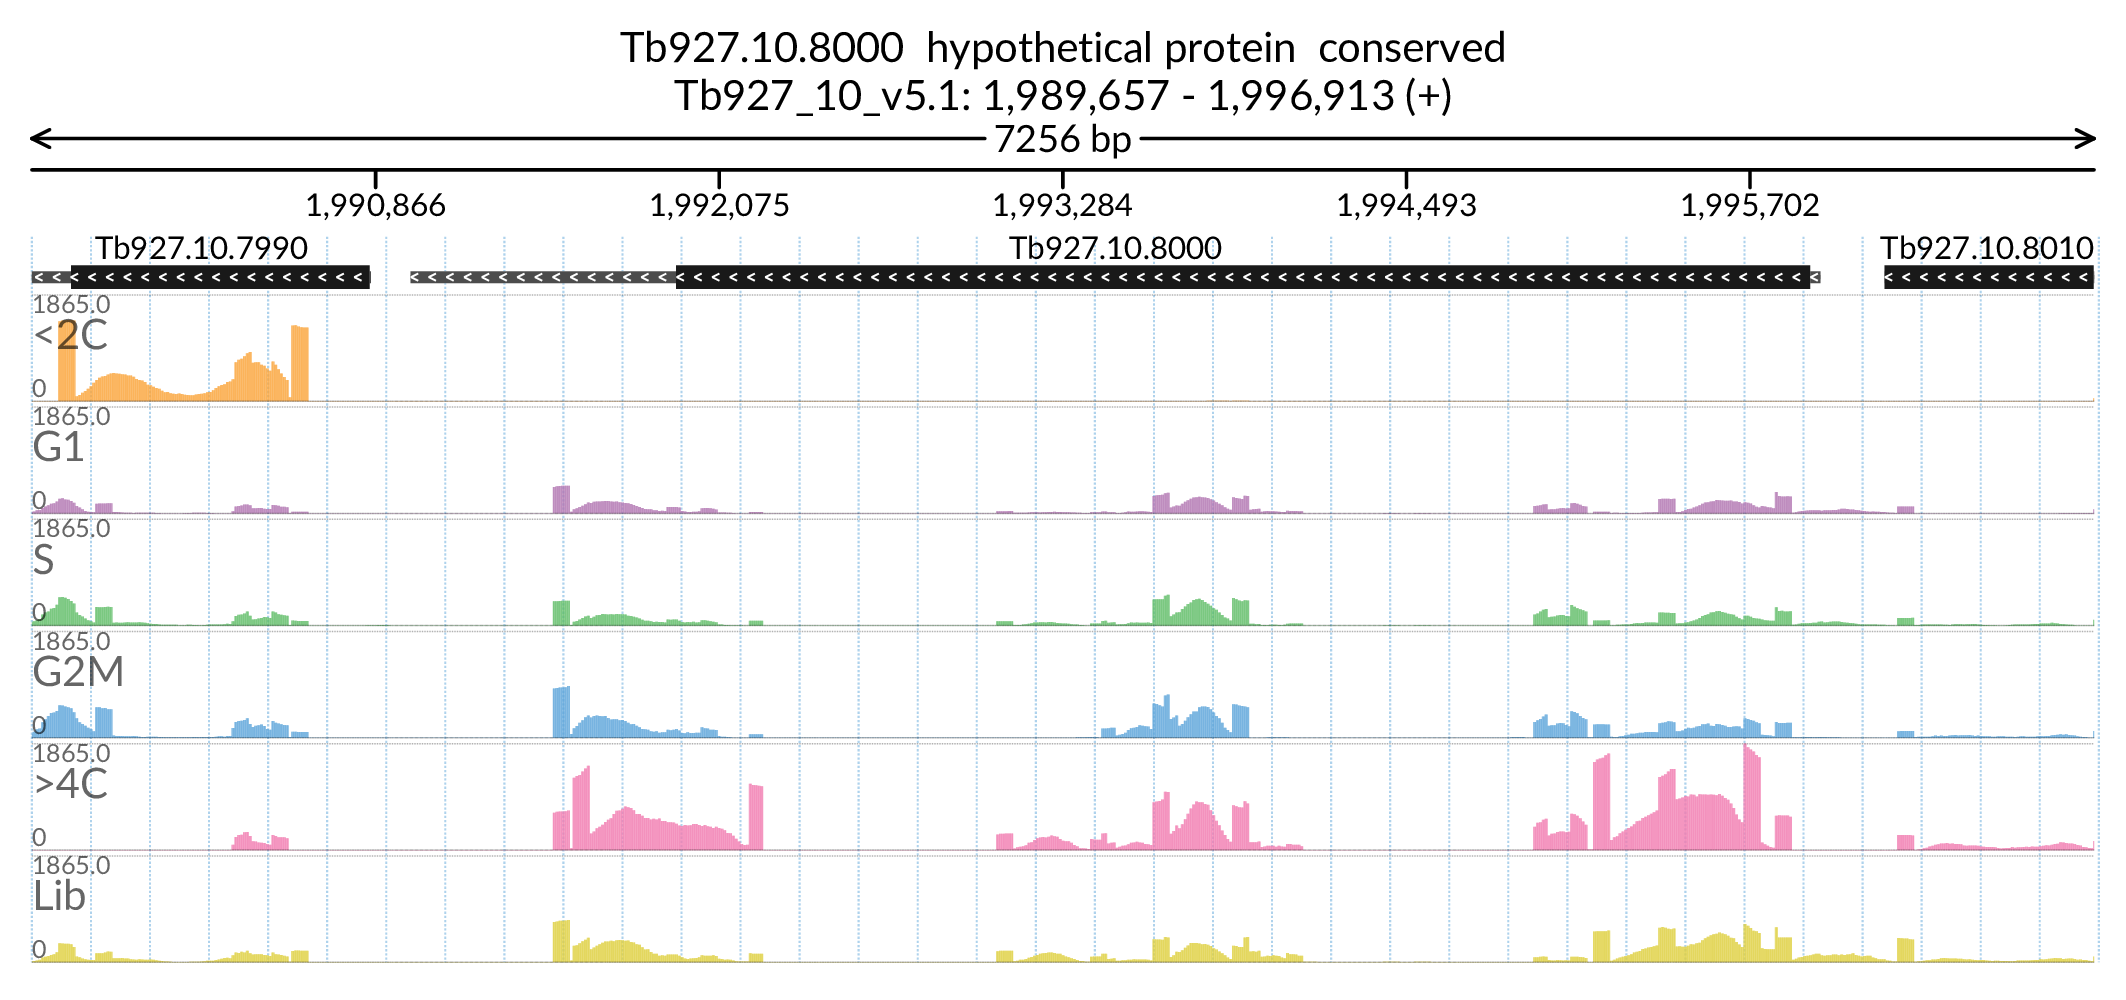 Tb927.10.8000  hypothetical protein  conserved
Tb927_10_v5.1: 1,989,657 - 1,996,913 (+)
7256 bp
1,990,866 1,992,075 1,993,284 1,994,493 1,995,702
Tb927.10.7990 Tb927.10.8000 Tb927.10.8010
1865.0
<2C
0
1865.0
G1
0
1865.0
S
0
1865.0
G2M
0
1865.0
>4C
0
1865.0
Lib
0